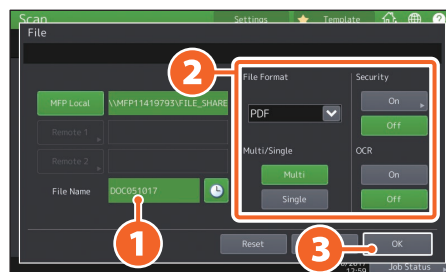 Scan Settings Template
File
File Format Security
MFP Local \\MFP11419793\FILE_SHARE On
PDF
Remote 1 Off
Multi/Single OCR
Remote 2 Multi On
File Name DOC051017 Single Off
Reset OK
12:59 Job Status
1
2
3